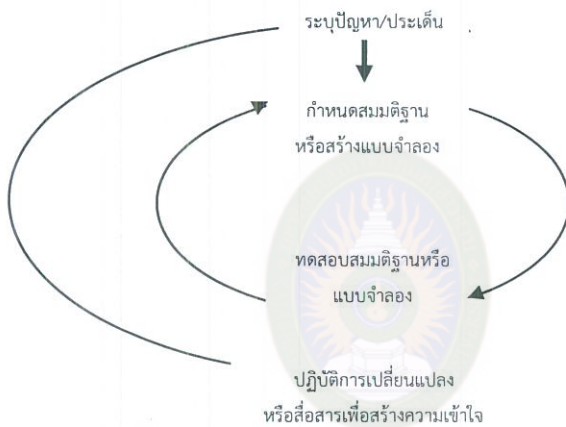 ระบุปัญหา/ประเด็น
กำหนดสมมติฐาน
หรือสร้างแบบจำลอง
ทดสอบสมมติฐานหรือ
แบบจำลอง
ปฏิบัติการเปลี่ยนแปลง
หรือสื่อสารเพื่อสร้างความเข้าใจ